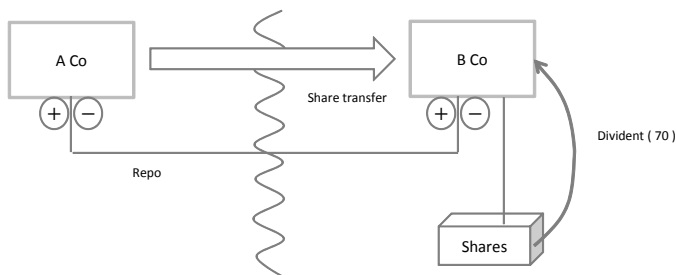 A Co
B Co
+ −
Share transfer
+ −
Divident ( 70 )
Repo
Shares